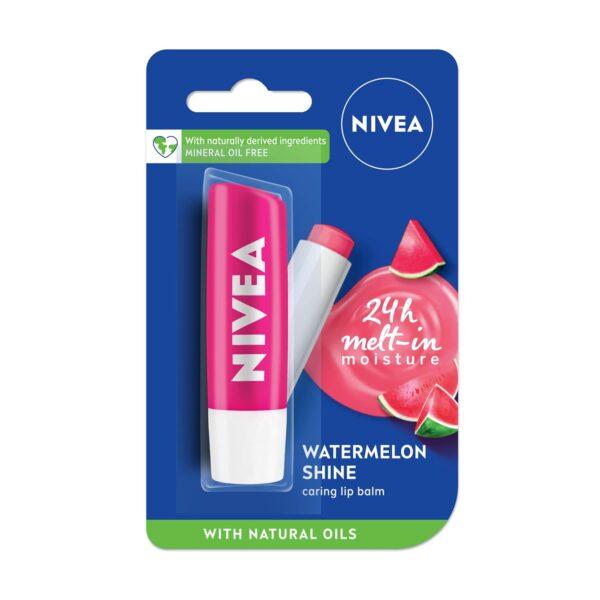 NIVEA
With naturally derived ingredients
MINERAL OIL FREE
NIVEA
24h
melt-in
moisture
WATERMELON
SHINE
caring lip balm
WITH NATURAL OILS